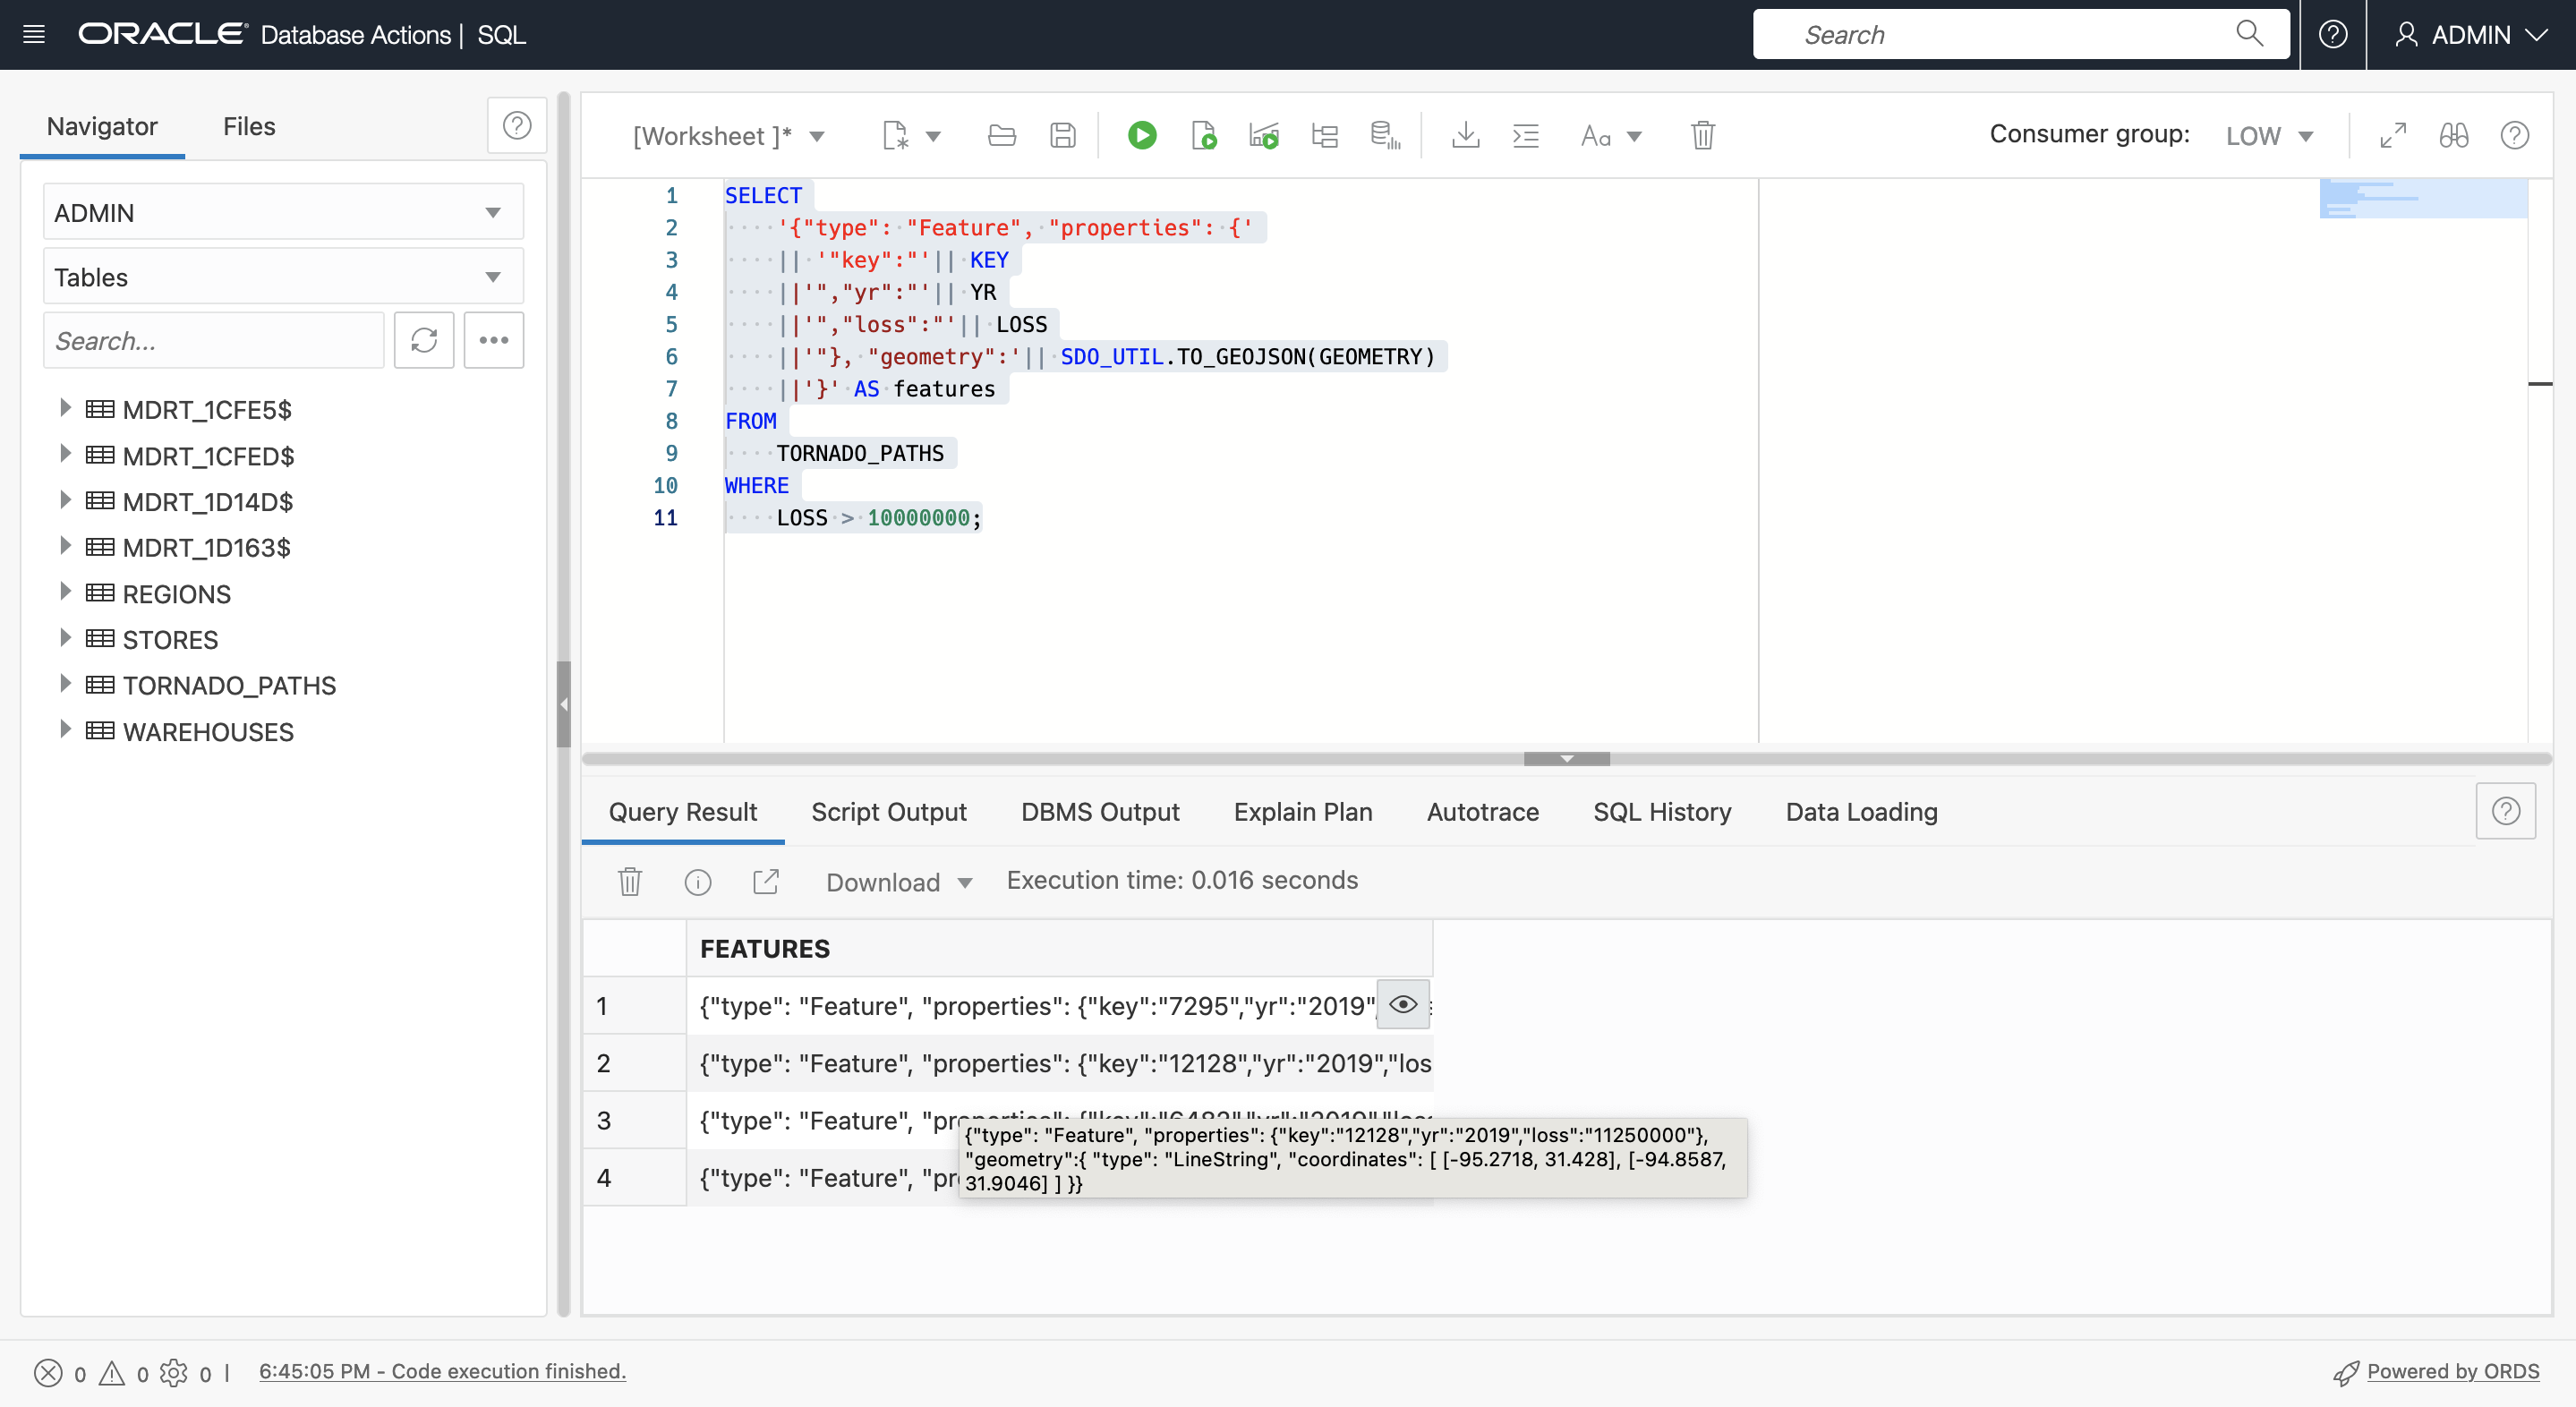 ORACLE Database Actions | SQL
Search
ADMIN
Navigator
Files
ADMIN
Tables
Search...
MDRT_1CFE5$
MDRT_1CFED$
MDRT_1D14D$
MDRT_1D163$
REGIONS
STORES
TORNADO_PATHS
WAREHOUSES
[Worksheet ]*
Aa
Consumer group: LOW
1 SELECT
2 '{"type": "Feature", "properties": {'
3 || '"key":"'|| KEY
4 ||'","yr":"'|| YR
5 ||'","loss":"'|| LOSS
6 ||'"}, "geometry":'|| SDO_UTIL.TO_GEOJSON(GEOMETRY)
7 ||'}' AS features
8 FROM
9 TORNADO_PATHS
10 WHERE
11 LOSS > 10000000;
Query Result
Script Output
DBMS Output
Explain Plan
Autotrace
SQL History
Data Loading
Download
Execution time: 0.016 seconds
FEATURES
1 {"type": "Feature", "properties": {"key":"7295","yr":"2019",
2 {"type": "Feature", "properties": {"key":"12128","yr":"2019","los
3 {"type": "Feature", "properties": {"key":"6482","yr":"2019","los
4 {"type": "Feature", "pr
{"type": "Feature", "properties": {"key":"12128","yr":"2019","loss":"11250000"},
"geometry":{ "type": "LineString", "coordinates": [ [-95.2718, 31.428], [-94.8587,
31.9046] ] }}
0 0 0 | 6:45:05 PM - Code execution finished.
Powered by ORDS